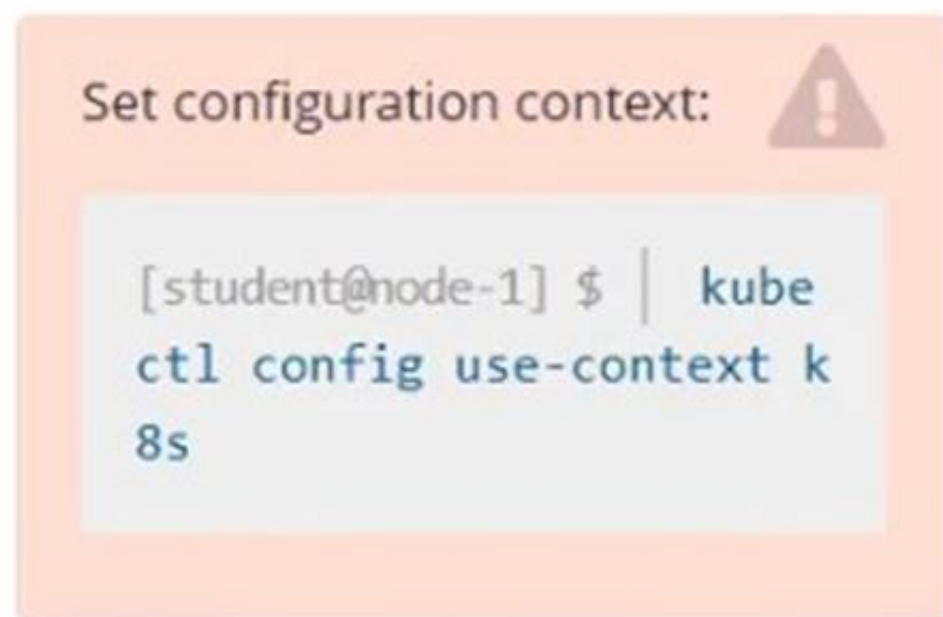 Set configuration context:
[student@node-1] $ | kube
ctl config use-context k
8s